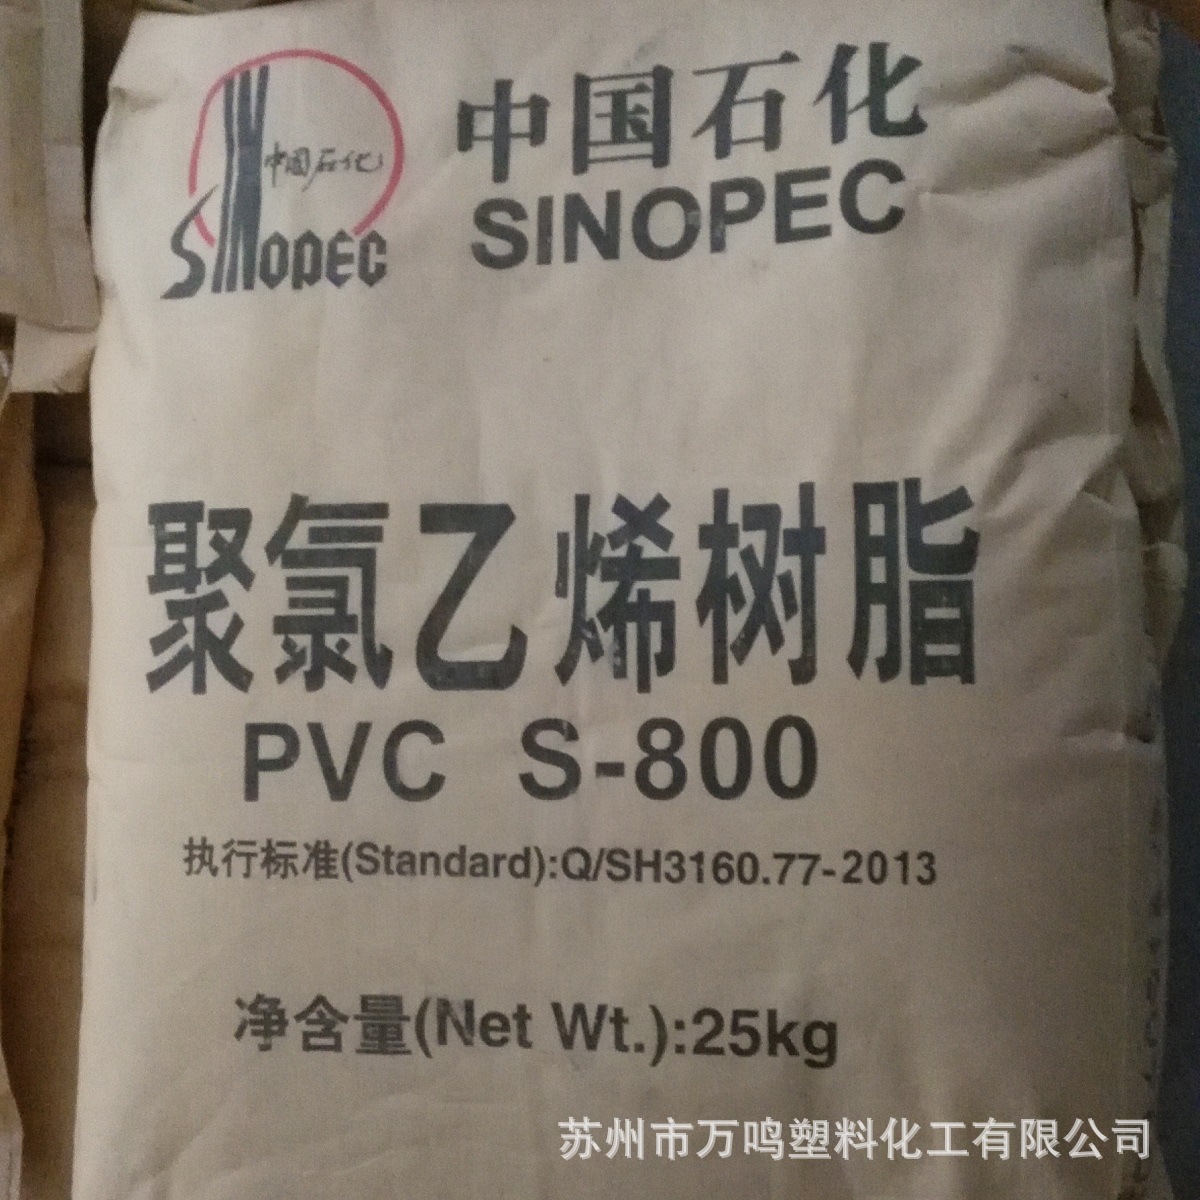 中国石化
中国石化
SINOPEC
SINOPEC
聚氯乙烯树脂
PVC S-800
执行标准(Standard):Q/SH3160.77-2013
净含量(Net Wt.):25kg
苏州市万鸣塑料化工有限公司